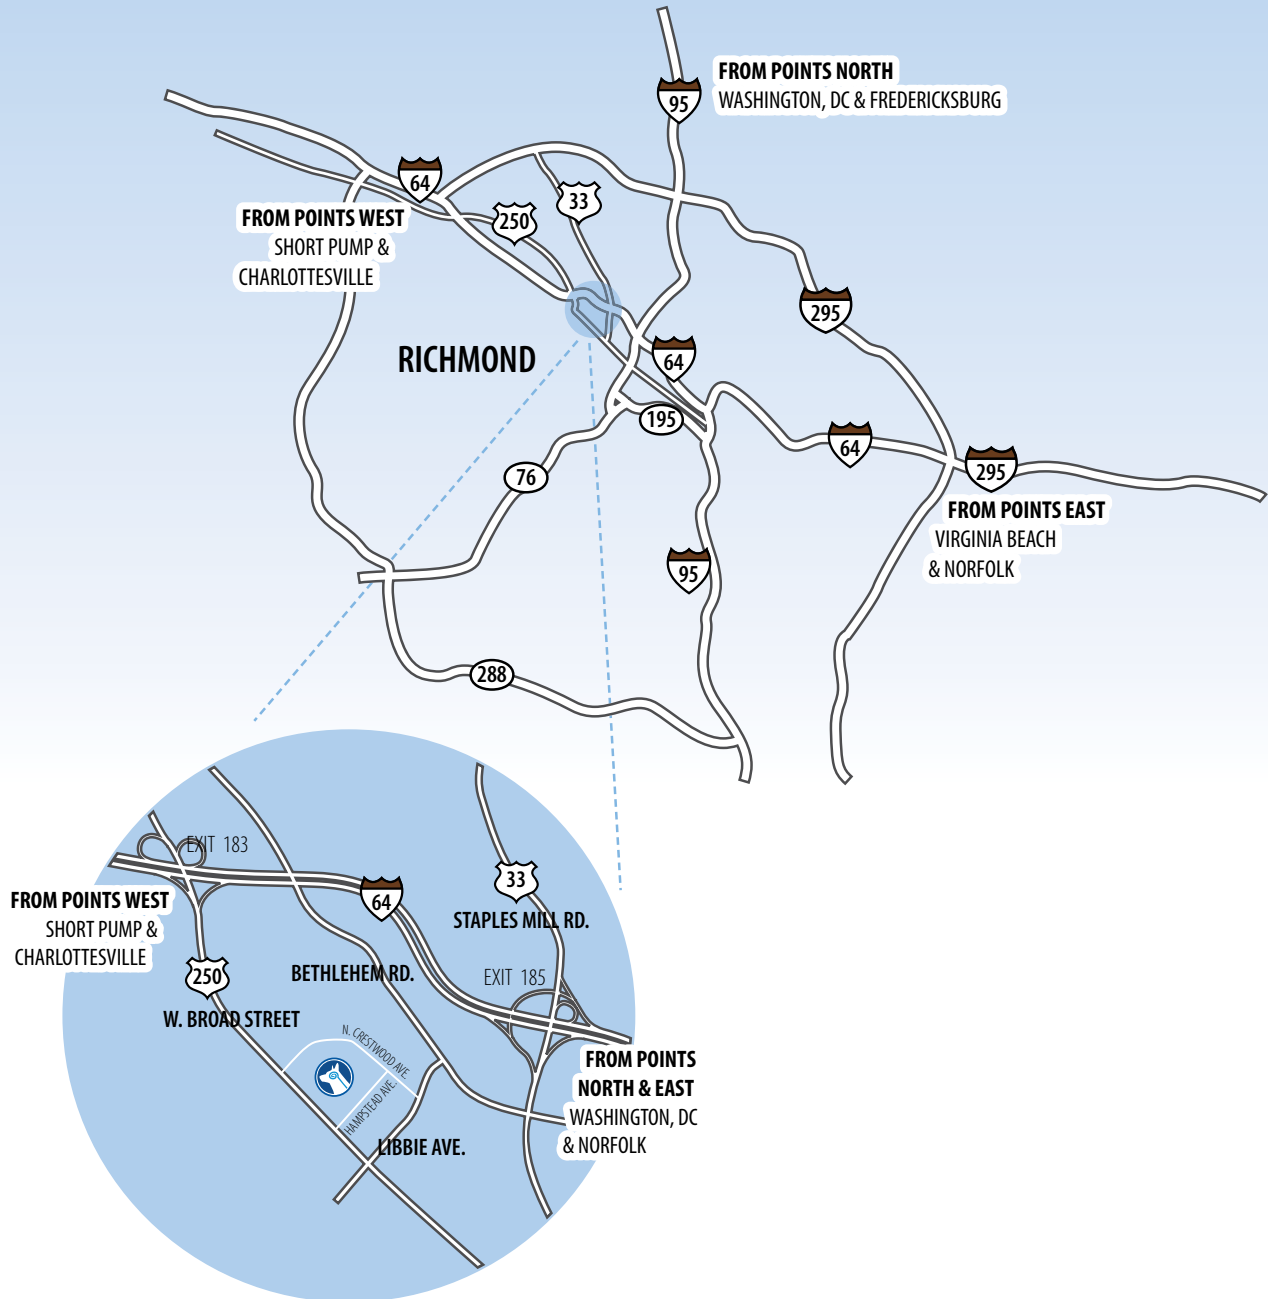 FROM POINTS NORTH
WASHINGTON, DC & FREDERICKSBURG
95
64
33
250
FROM POINTS WEST
SHORT PUMP &
CHARLOTTESVILLE
295
RICHMOND
64
195
64
295
76
FROM POINTS EAST
VIRGINIA BEACH
& NORFOLK
95
288
EXIT 183
33
64
FROM POINTS WEST
SHORT PUMP &
CHARLOTTESVILLE
STAPLES MILL RD.
250
BETHLEHEM RD.
EXIT 185
W. BROAD STREET
N. CRESTWOOD AVE.
HAMPSTEAD AVE.
FROM POINTS
NORTH & EAST
WASHINGTON, DC
& NORFOLK
LIBBIE AVE.